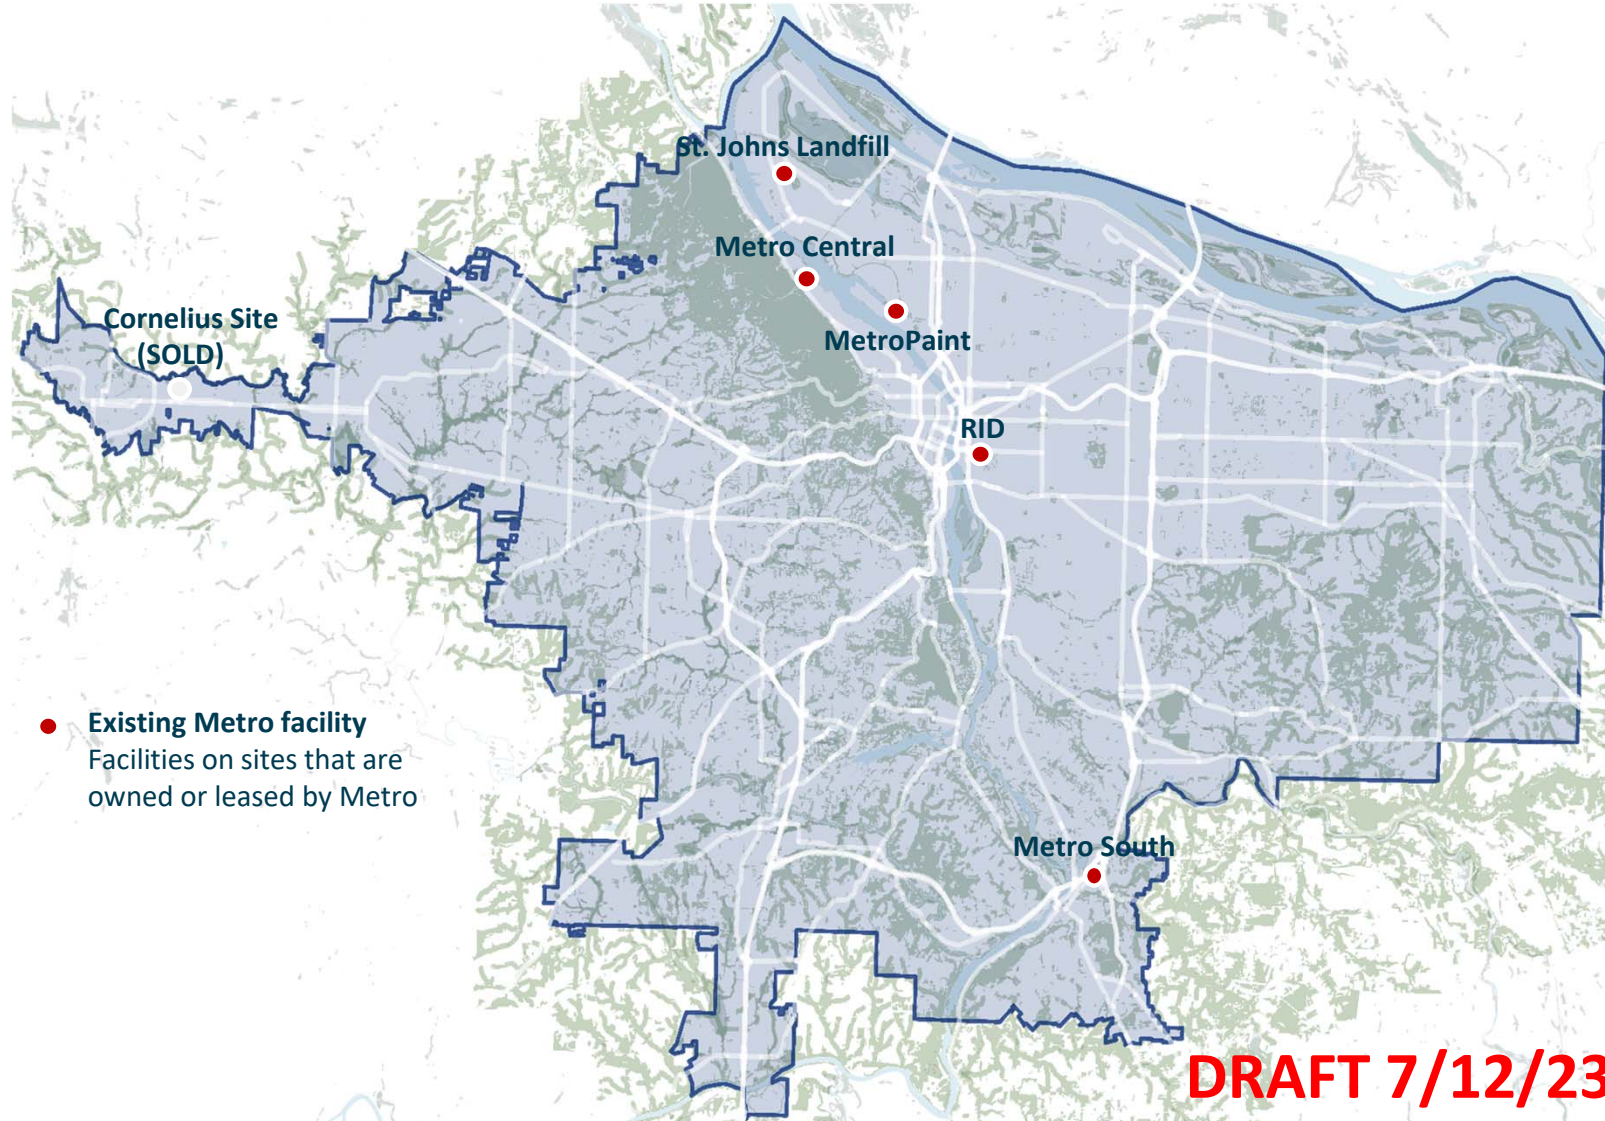 St. Johns Landfill
Metro Central
MetroPaint
Cornelius Site
(SOLD)
RID
Existing Metro facility
Facilities on sites that are
owned or leased by Metro
Metro South
DRAFT 7/12/23